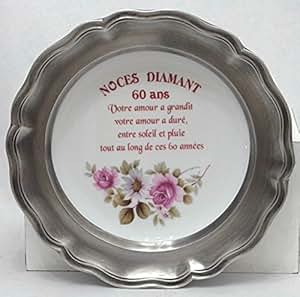 NOCES DIAMANT
60 ans
Votre amour a grandit
votre amour a duré,
entre soleil et pluie
tout au long de ces 60 années